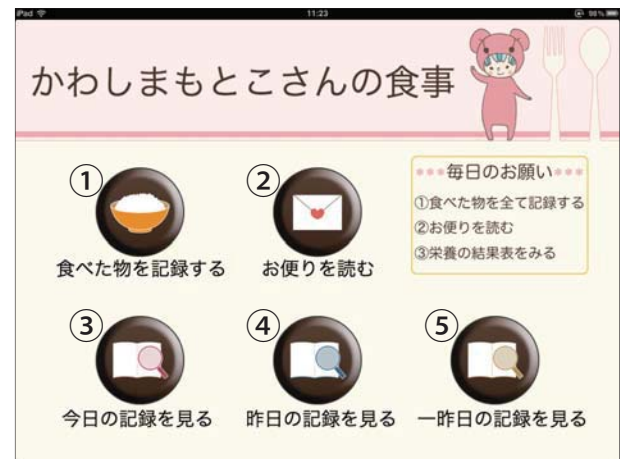 iPad
11:23
98%
かわしまもとこさんの食事
①
②
食べた物を記録する
お便りを読む
●●●毎日のお願い●●●
①食べた物を全て記録する
②お便りを読む
③栄養の結果表をみる
③
④
⑤
今日の記録を見る
昨日の記録を見る
一昨日の記録を見る